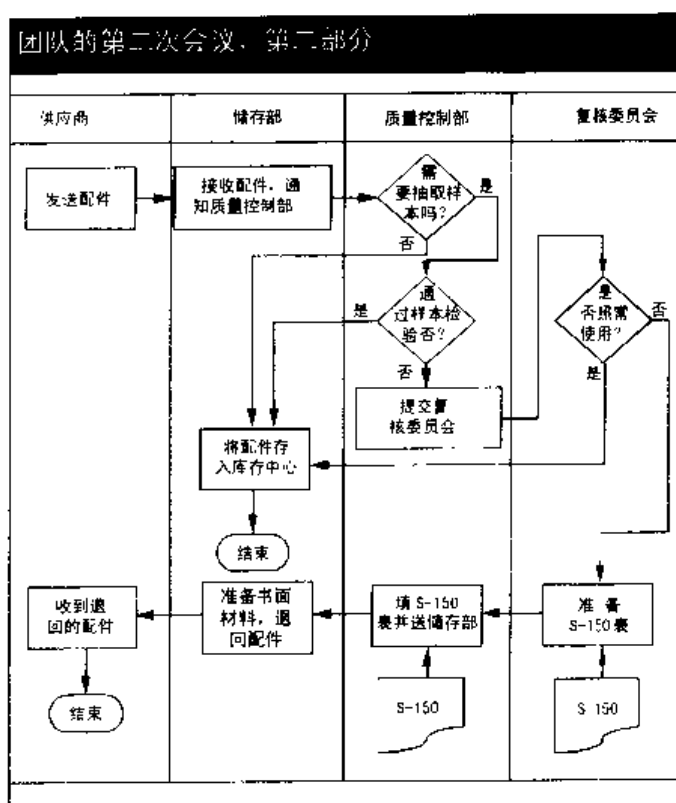 团队的第二次会议、第二部分
供应商
储存部
质量控制部
复核委员会
发送配件
接收配件，通
知质量控制部
需
要抽取样
本吗？
是
否
通
过样本检
验否？
是
否
是
否照常
使用？
否
是
提交复
核委员会
将配件存
入库存中心
结束
收到退
回的配件
准备书面
材料，退
回配件
填 S-150
表并送储存部
准 备
S-150表
结束
S-150
S-150